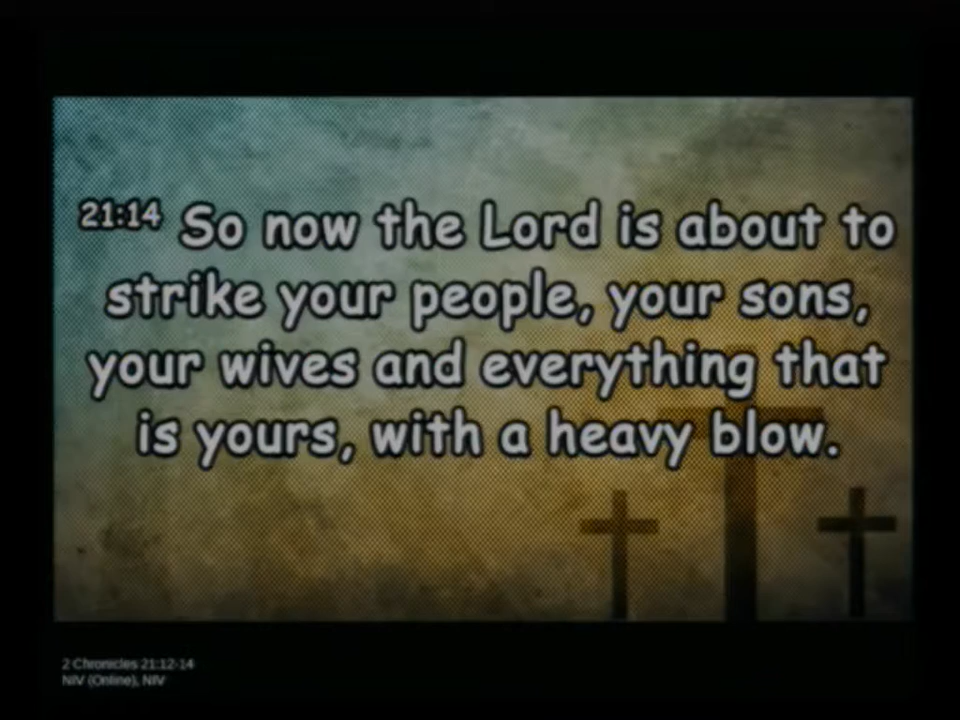 21:14 So now the Lord is about to
strike your people, your sons,
your wives and everything that
is yours, with a heavy blow.
2 Chronicles 21:12-14
NIV (Online), NIV